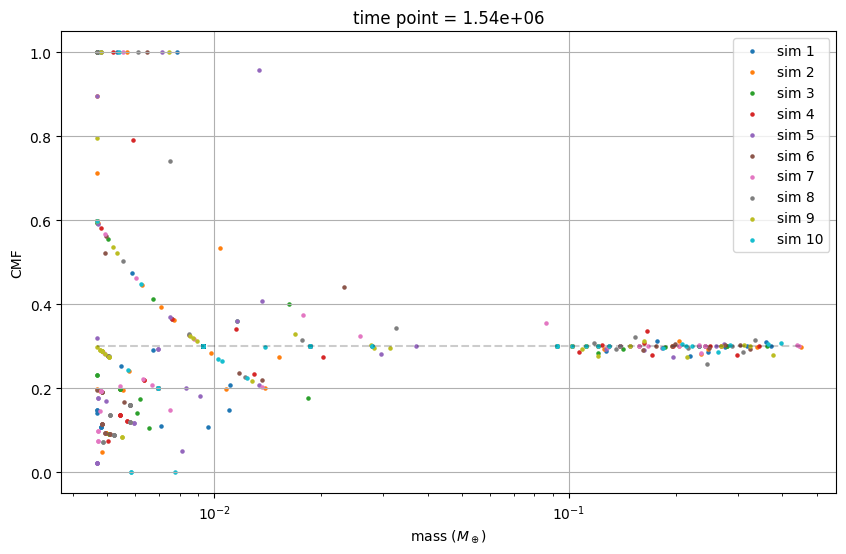 time point = 1.54e+06
1.0
0.8
0.6
0.4
0.2
0.0
CMF
10⁻²
10⁻¹
mass (M⊕)
sim 1
sim 2
sim 3
sim 4
sim 5
sim 6
sim 7
sim 8
sim 9
sim 10